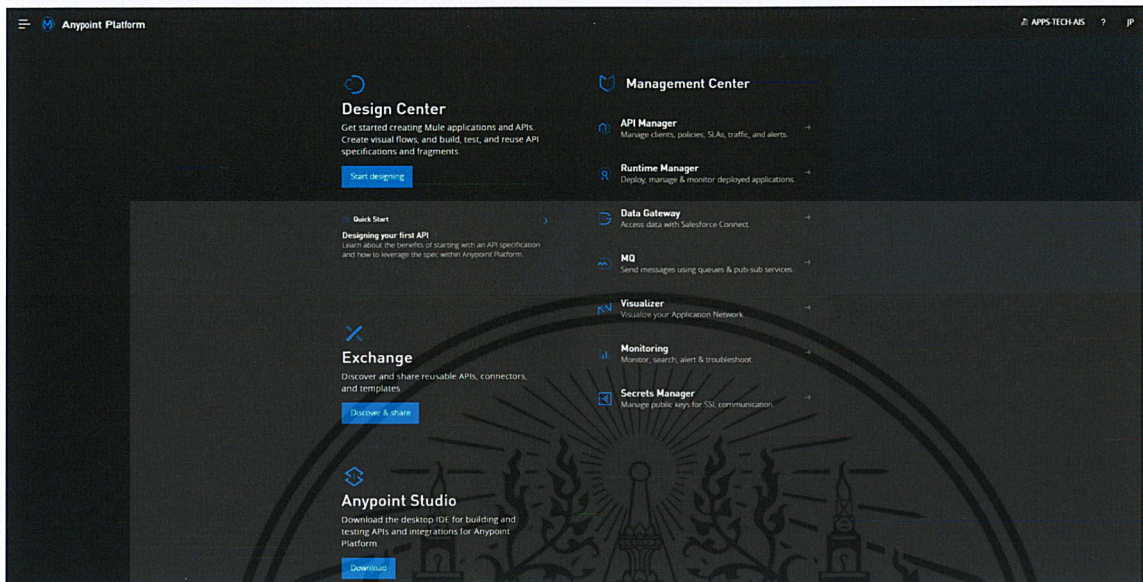 Anypoint Platform
APPS-TECH-AIS ? JP
Design Center
Get started creating Mule applications and APIs.
Create visual flows, and build, test, and reuse API
specifications and fragments.
Start designing
Quick Start
Designing your first API
Learn about the benefits of starting with an API specification
and how to leverage the spec within Anypoint Platform.
Exchange
Discover and share reusable APIs, connectors,
and templates
Discover & share
Anypoint Studio
Download the desktop IDE for building and
testing APIs and integrations for Anypoint
Platform
Download
Management Center
API Manager
Manage clients, policies, SLAs, traffic, and alerts.
Runtime Manager
Deploy, manage & monitor deployed applications.
Data Gateway
Access data with Salesforce Connect.
MQ
Send messages using queues & pub-sub services.
Visualizer
Visualize your Application Network.
Monitoring
Monitor, search, alert & troubleshoot.
Secrets Manager
Manage public keys for SSL communication.